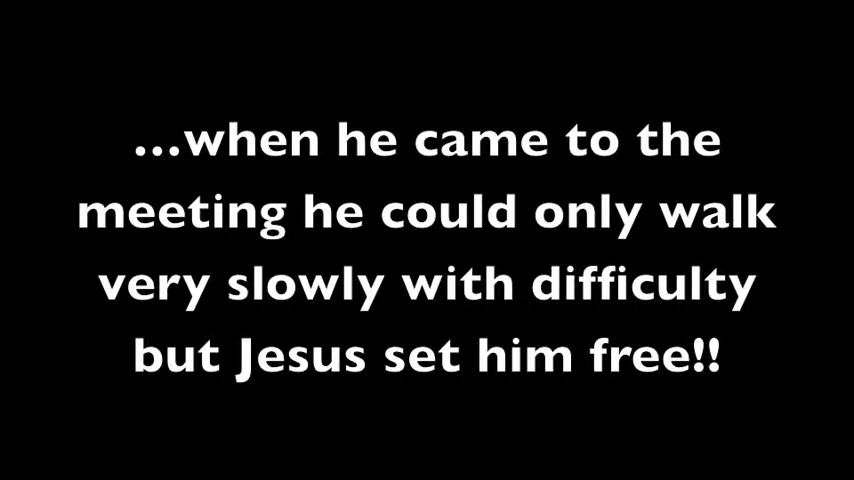 ...when he came to the
meeting he could only walk
very slowly with difficulty
but Jesus set him free!!